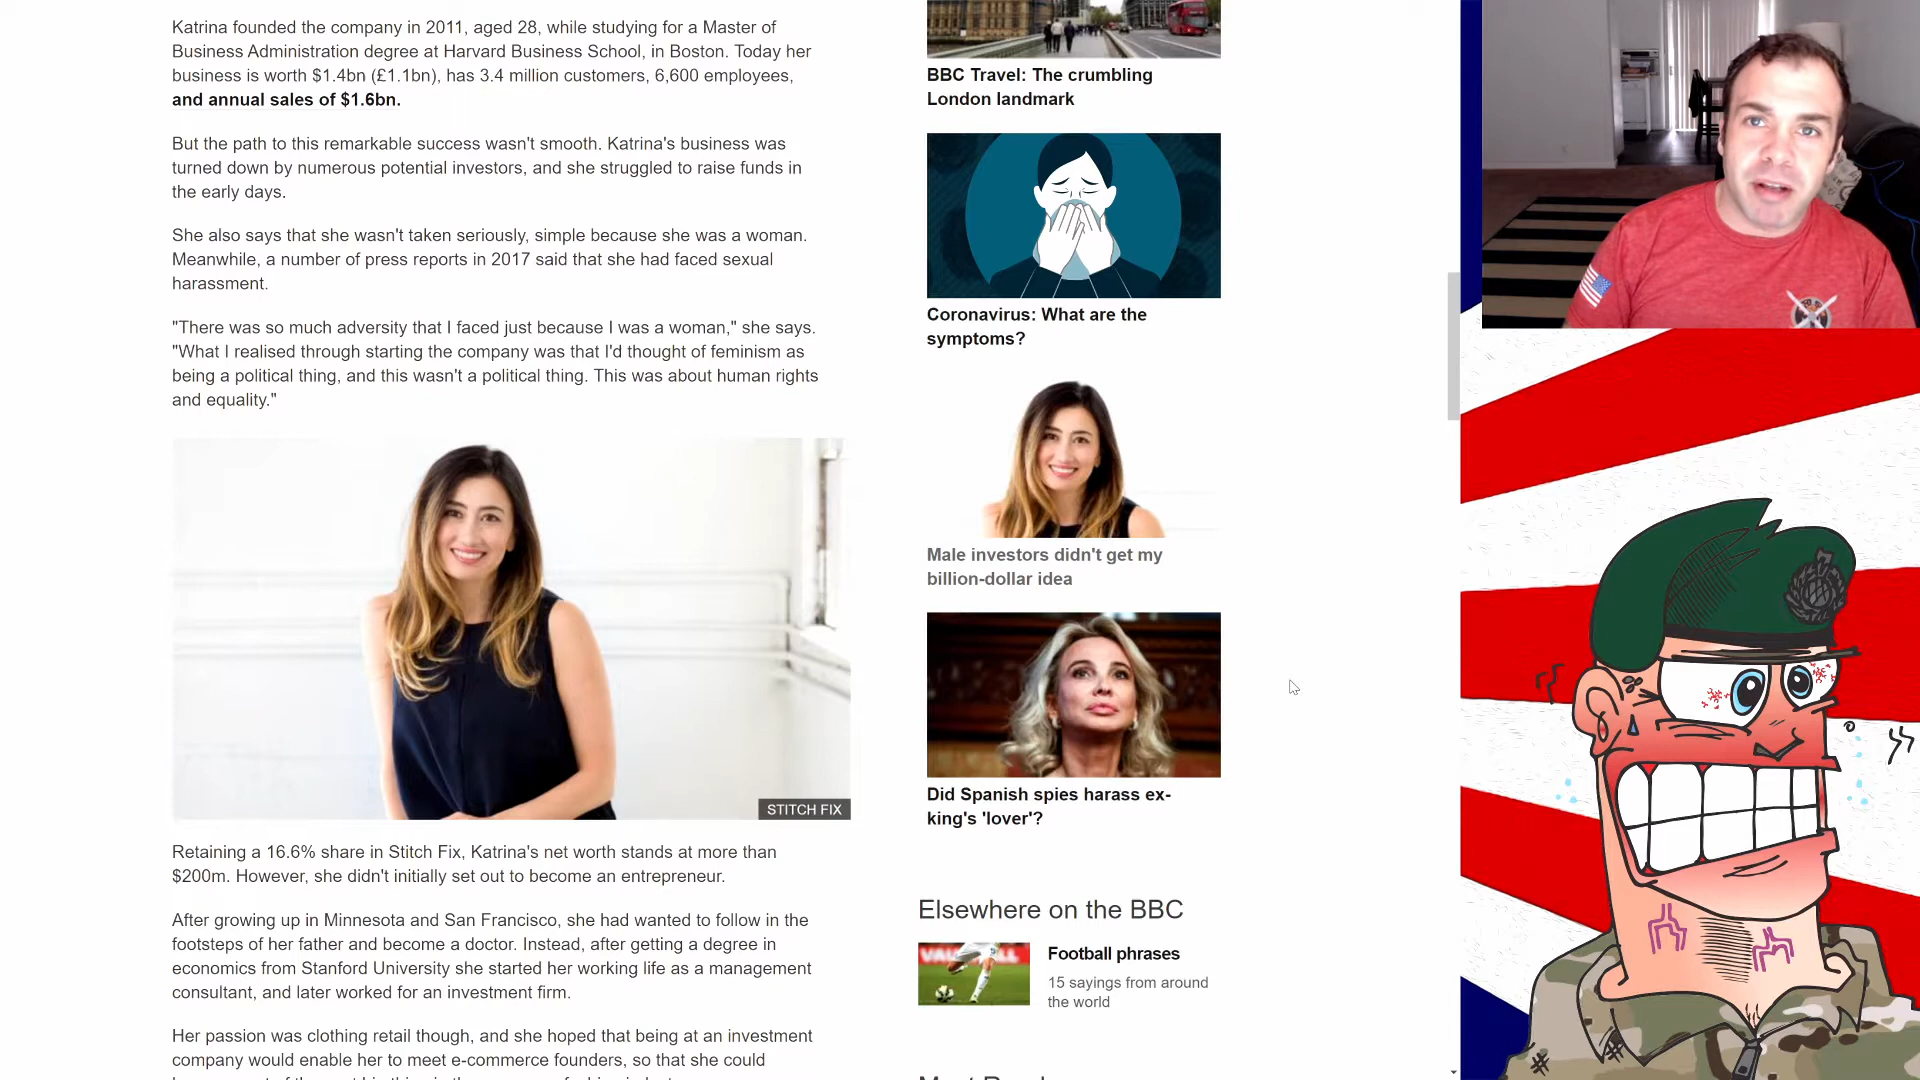 Katrina founded the company in 2011, aged 28, while studying for a Master of
Business Administration degree at Harvard Business School, in Boston. Today her
business is worth $1.4bn (£1.1bn), has 3.4 million customers, 6,600 employees,
and annual sales of $1.6bn.
But the path to this remarkable success wasn't smooth. Katrina's business was
turned down by numerous potential investors, and she struggled to raise funds in
the early days.
She also says that she wasn't taken seriously, simple because she was a woman.
Meanwhile, a number of press reports in 2017 said that she had faced sexual
harassment.
"There was so much adversity that I faced just because I was a woman," she says.
"What I realised through starting the company was that I'd thought of feminism as
being a political thing, and this wasn't a political thing. This was about human rights
and equality."
STITCH FIX
Retaining a 16.6% share in Stitch Fix, Katrina's net worth stands at more than
$200m. However, she didn't initially set out to become an entrepreneur.
After growing up in Minnesota and San Francisco, she had wanted to follow in the
footsteps of her father and become a doctor. Instead, after getting a degree in
economics from Stanford University she started her working life as a management
consultant, and later worked for an investment firm.
Her passion was clothing retail though, and she hoped that being at an investment
company would enable her to meet e-commerce founders, so that she could
BBC Travel: The crumbling
London landmark
Coronavirus: What are the
symptoms?
Male investors didn't get my
billion-dollar idea
Did Spanish spies harass ex-
king's 'lover'?
Elsewhere on the BBC
Football phrases
15 sayings from around
the world